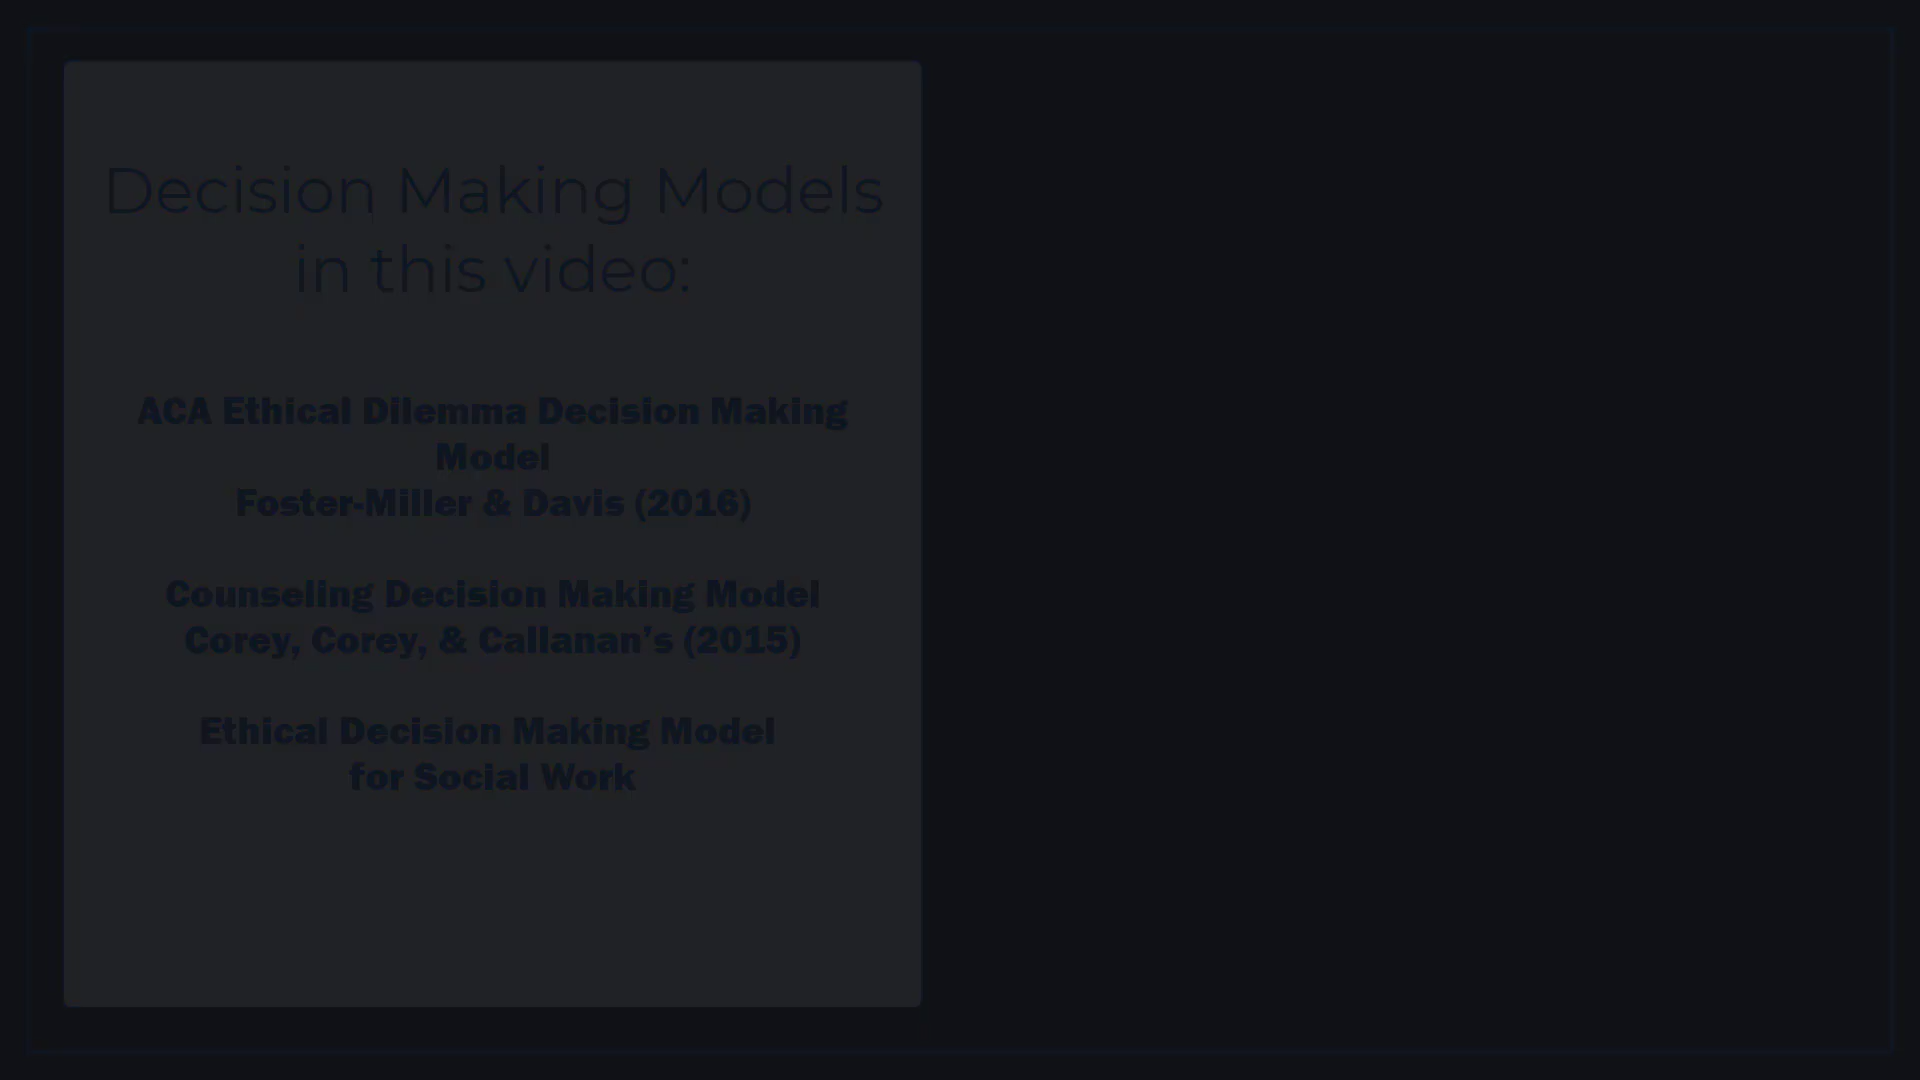 Decision Making Models
in this video:
ACA Ethical Dilemma Decision Making
Model
Foster-Miller & Davis (2016)
Counseling Decision Making Model
Corey, Corey, & Callanan’s (2015)
Ethical Decision Making Model
for Social Work